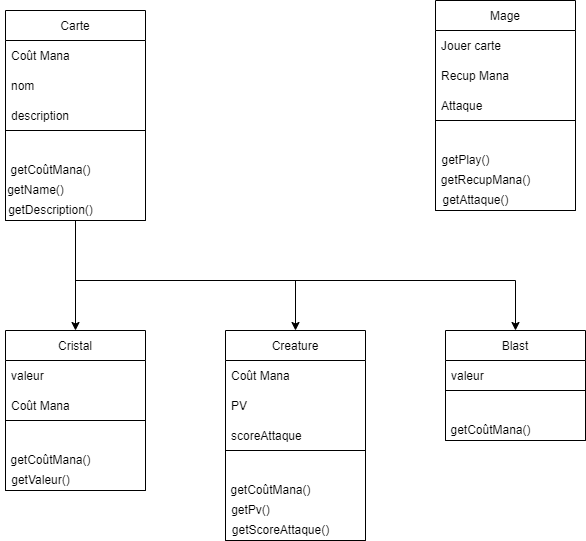 Carte
Coût Mana
nom
description
getCoûtMana()
getName()
getDescription()
Mage
Jouer carte
Recup Mana
Attaque
getPlay()
getRecupMana()
getAttaque()
Cristal
valeur
Coût Mana
getCoûtMana()
getValeur()
Creature
Coût Mana
PV
scoreAttaque
getCoûtMana()
getPv()
getScoreAttaque()
Blast
valeur
getCoûtMana()